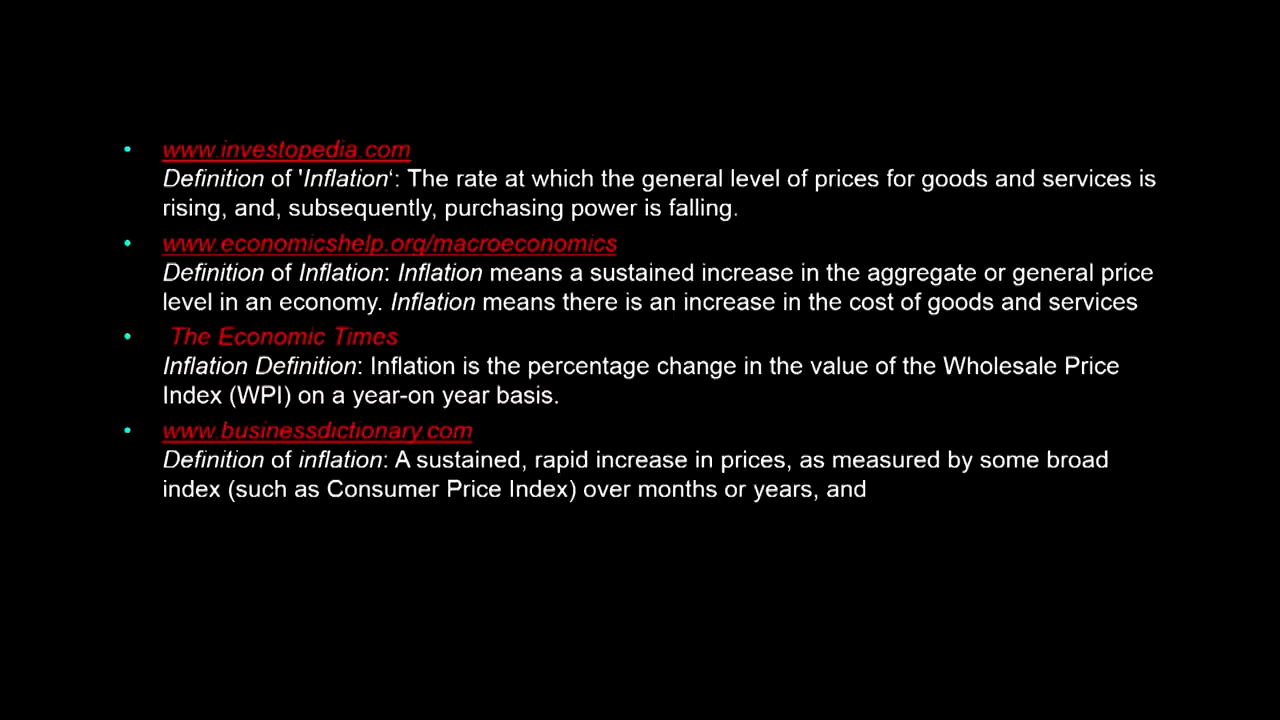 • www.investopedia.com
Definition of 'Inflation‘: The rate at which the general level of prices for goods and services is
rising, and, subsequently, purchasing power is falling.
• www.economicshelp.org/macroeconomics
Definition of Inflation: Inflation means a sustained increase in the aggregate or general price
level in an economy. Inflation means there is an increase in the cost of goods and services
• The Economic Times
Inflation Definition: Inflation is the percentage change in the value of the Wholesale Price
Index (WPI) on a year-on year basis.
• www.businessdictionary.com
Definition of inflation: A sustained, rapid increase in prices, as measured by some broad
index (such as Consumer Price Index) over months or years, and